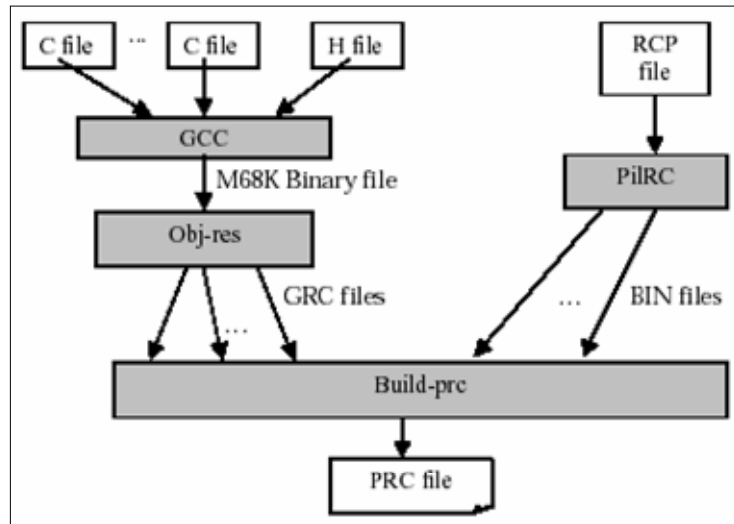 C file ... C file H file RCP
file
GCC
M68K Binary file
PilRC
Obj-res
GRC files
...
... BIN files
Build-prc
PRC file